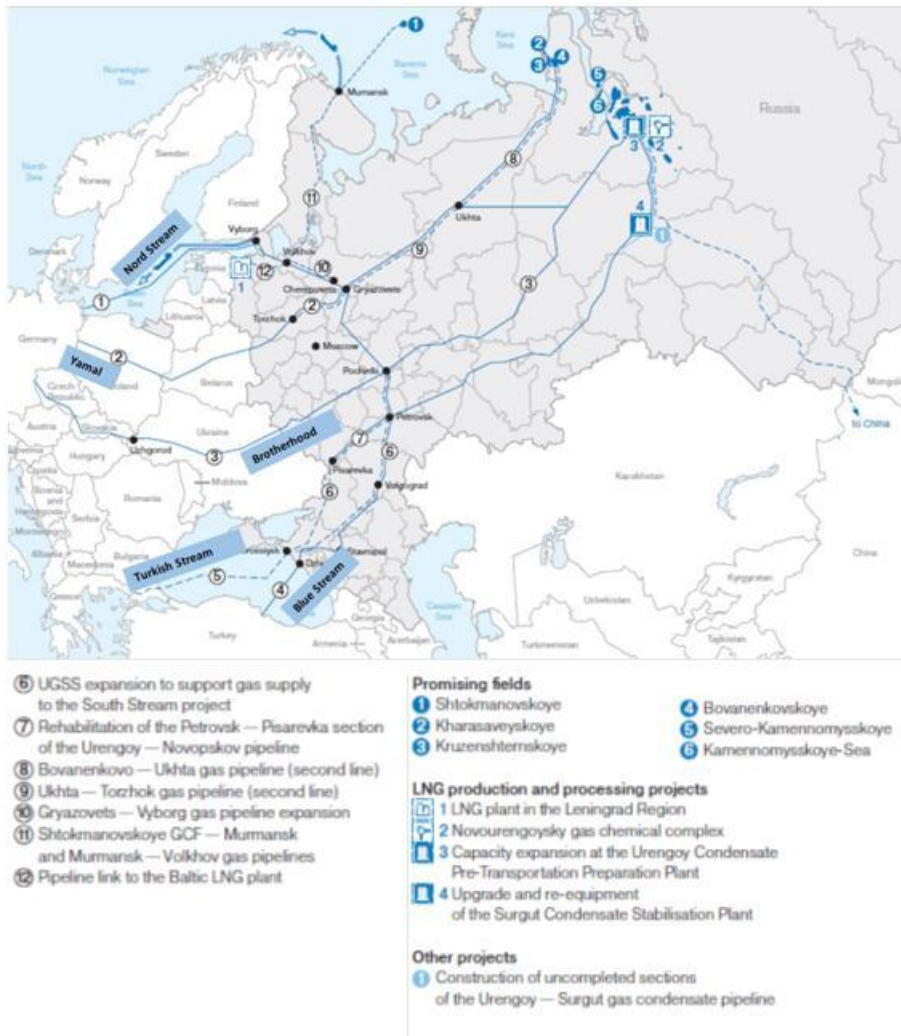 Norwegian
Sea
Barents
Sea
Kara
Sea
Russia
Murmansk
North
Sea
Norway
Sweden
Finland
Ukhta
Vyborg
Volkhov
Nord Stream
Denmark
Estonia
Cherepovets
Gryazovets
Latvia
Sea
Lithuania
Torzhok
Germany
Moscow
Mongolia
Yamal
Poland
Belarus
Pochinki
Czech
Republic
Petrovsk
to China
Slovakia
Ukraine
Brotherhood
Austria
Uzhgorod
Pisarevka
Hungary
Moldova
Volgograd
Kazakhstan
Romania
Serbia
China
Turkish Stream
Stavropol
Bulgaria
Macedonia
Blue Stream
Caspian
Sea
Kyrgyzstan
Georgia
Uzbekistan
Turkey
Armenia
Azerbaijan
Turkmenistan
Tajikistan
6 UGSS expansion to support gas supply
to the South Stream project
7 Rehabilitation of the Petrovsk — Pisarevka section
of the Urengoy — Novopskov pipeline
8 Bovanenkovo — Ukhta gas pipeline (second line)
9 Ukhta — Torzhok gas pipeline (second line)
10 Gryazovets — Vyborg gas pipeline expansion
11 Shtokmanovskoye GCF — Murmansk
and Murmansk — Volkhov gas pipelines
12 Pipeline link to the Baltic LNG plant
Promising fields
1 Shtokmanovskoye
2 Kharasaveyskoye
3 Kruzenshternskoye
4 Bovanenkovskoye
5 Severo-Kamennomysskoye
6 Kamennomysskoye-Sea
LNG production and processing projects
1 LNG plant in the Leningrad Region
2 Novourengoysky gas chemical complex
3 Capacity expansion at the Urengoy Condensate
Pre-Transportation Preparation Plant
4 Upgrade and re-equipment
of the Surgut Condensate Stabilisation Plant
Other projects
1 Construction of uncompleted sections
of the Urengoy — Surgut gas condensate pipeline